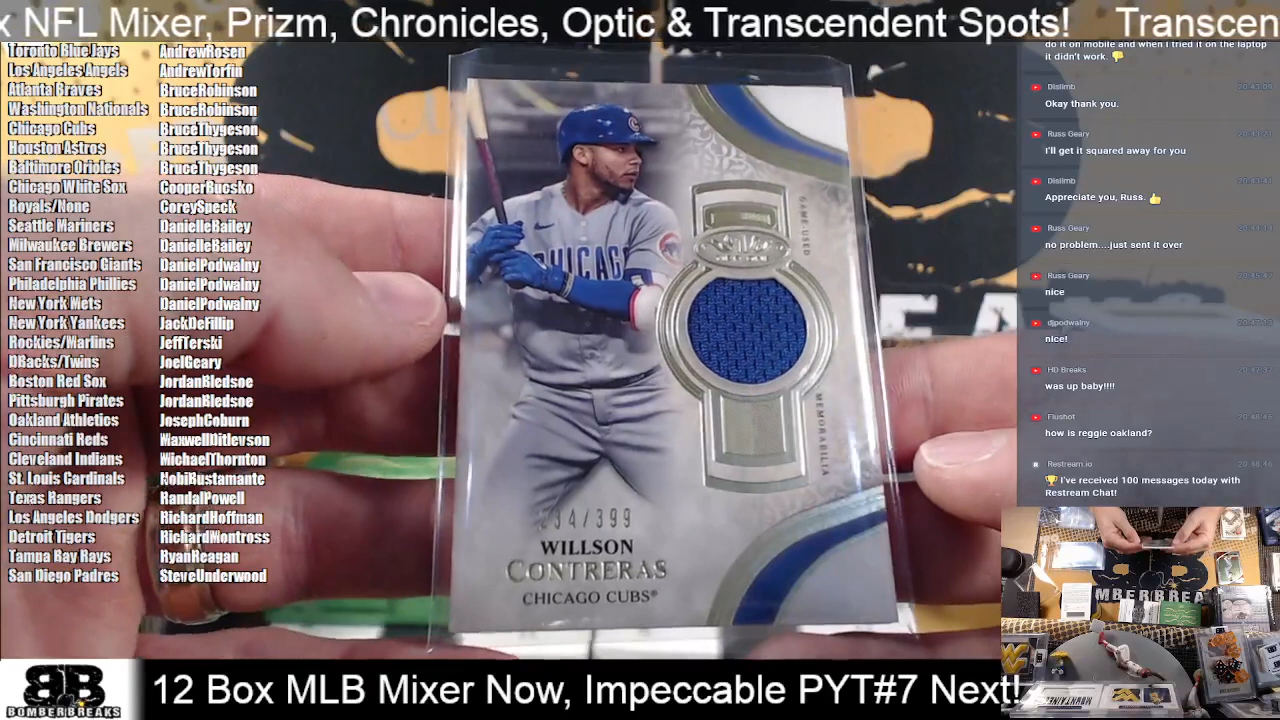 x NFL Mixer, Prizm, Chronicles, Optic & Transcendent Spots! Transcen
Toronto Blue Jays AndrewRosen
Los Angeles Angels AndrewTorfin
Atlanta Braves BruceRobinson
Washington Nationals BruceRobinson
Chicago Cubs BruceThygeson
Houston Astros BruceThygeson
Baltimore Orioles BruceThygeson
Chicago White Sox CooperBucsko
Royals/None CoreySpeck
Seattle Mariners DanielleBailey
Milwaukee Brewers DanielleBailey
San Francisco Giants DanielPodwalny
Philadelphia Phillies DanielPodwalny
New York Mets DanielPodwalny
New York Yankees JackDeFillip
Rockies/Marlins JeffTerski
DBacks/Twins JoelGeary
Boston Red Sox JordanBledsoe
Pittsburgh Pirates JordanBledsoe
Oakland Athletics JosephCoburn
Cincinnati Reds MaxwellDitlevson
Cleveland Indians MichaelThornton
St. Louis Cardinals NobiBustamante
Texas Rangers RandalPowell
Los Angeles Dodgers RichardHoffman
Detroit Tigers RichardMontross
Tampa Bay Rays RyanReagan
San Diego Padres SteveUnderwood
CHICAGO
GAME-USED
MEMORABILIA
/399
WILLSON
CONTRERAS
CHICAGO CUBS®
do it on mobile and when I tried it on the laptop
it didn't work. 👎
Dislimb
Okay thank you.
Russ Geary
I'll get it squared away for you
Dislimb
Appreciate you, Russ. 👍
Russ Geary
no problem....just sent it over
Russ Geary
nice
djpodwalny
nice!
HD Breaks
was up baby!!!!
Flushot
how is reggie oakland?
Restream.io
🏆 I've received 100 messages today with
Restream Chat!
MBERBREA
BB
BOMBERBREAKS
12 Box MLB Mixer Now, Impeccable PYT#7 Next!